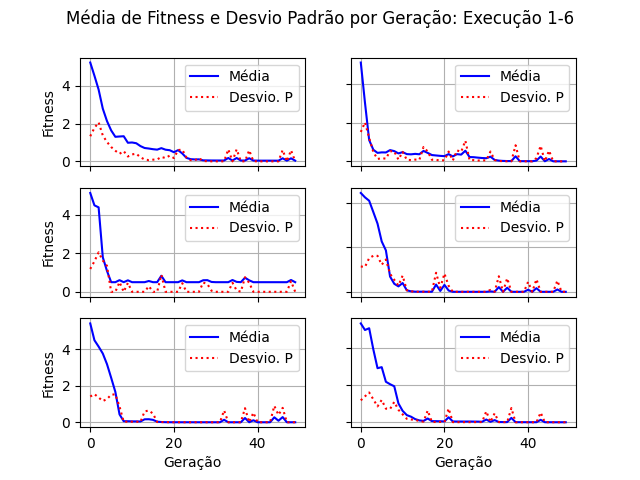 Média de Fitness e Desvio Padrão por Geração: Execução 1-6
Fitness
4
2
0
Média
Desvio. P
Média
Desvio. P
Fitness
4
2
0
Média
Desvio. P
Média
Desvio. P
Fitness
4
2
0
Média
Desvio. P
Média
Desvio. P
0 20 40
0 20 40
Geração
Geração